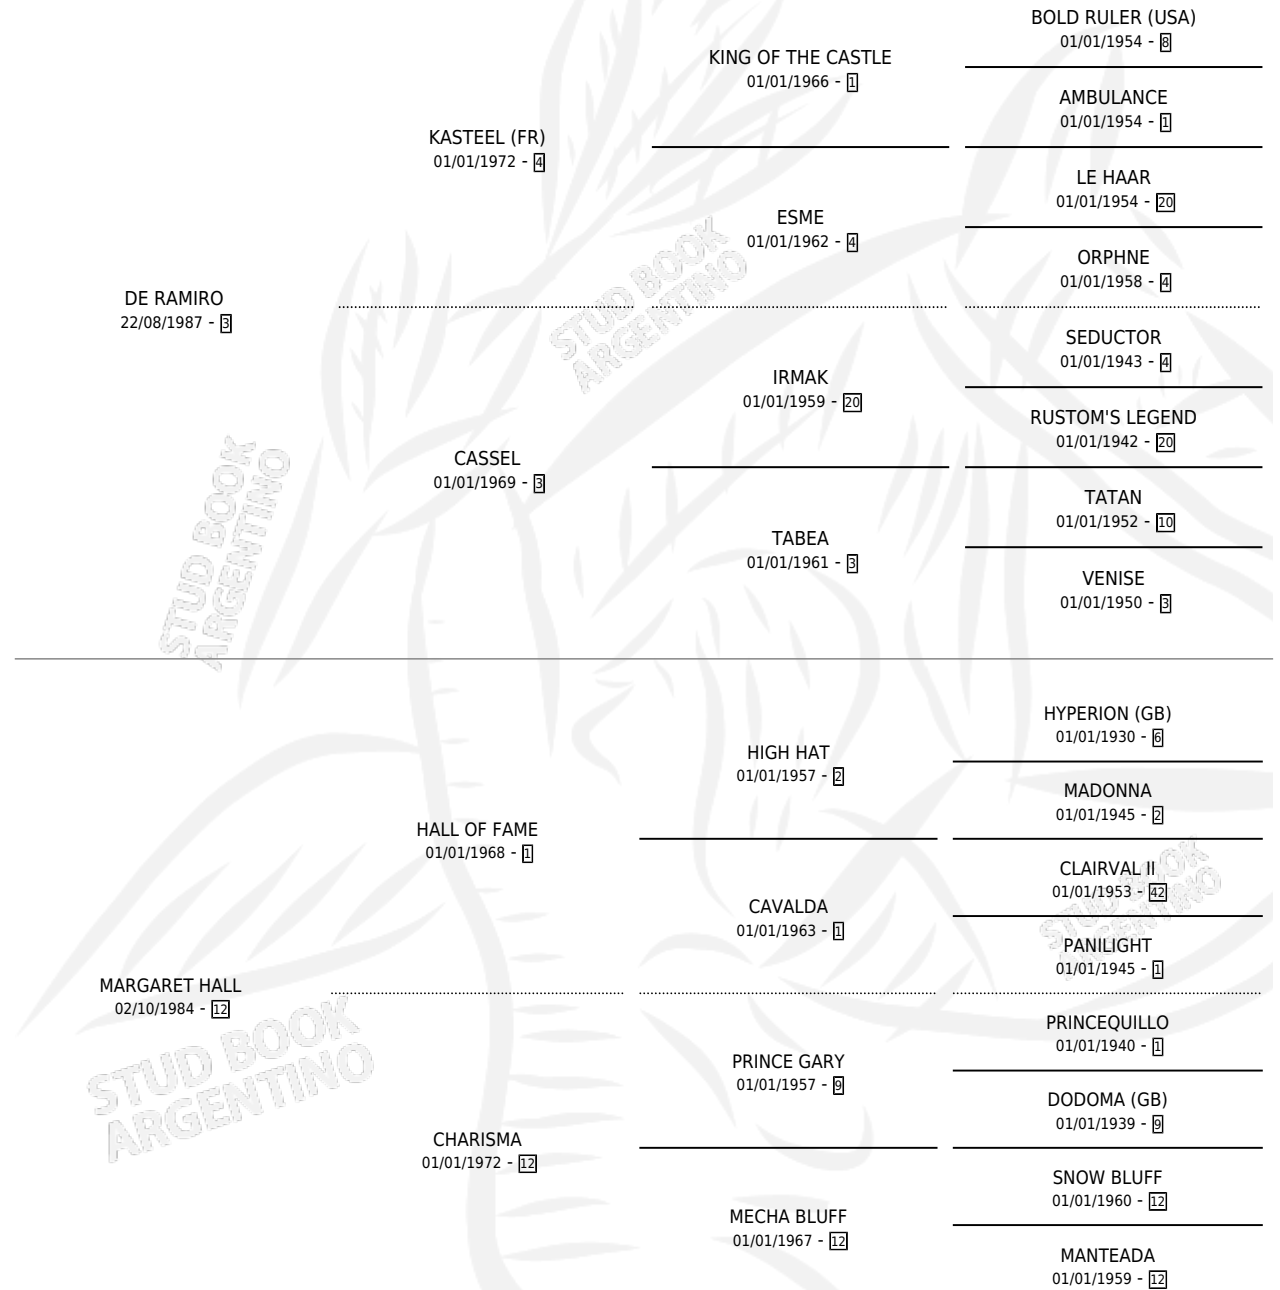 BOLD RULER (USA)
01/01/1954 - 8
KING OF THE CASTLE
01/01/1966 - 1
AMBULANCE
01/01/1954 - 1
KASTEEL (FR)
01/01/1972 - 4
LE HAAR
01/01/1954 - 20
ESME
01/01/1962 - 4
ORPHNE
01/01/1958 - 4
DE RAMIRO
22/08/1987 - 3
SEDUCTOR
01/01/1943 - 4
IRMAK
01/01/1959 - 20
RUSTOM'S LEGEND
01/01/1942 - 20
CASSEL
01/01/1969 - 3
TATAN
01/01/1952 - 10
TABEA
01/01/1961 - 3
VENISE
01/01/1950 - 3
STUD BOOK
ARGENTINO
STUD BOOK
ARGENTINO
HYPERION (GB)
01/01/1930 - 6
HIGH HAT
01/01/1957 - 2
MADONNA
01/01/1945 - 2
HALL OF FAME
01/01/1968 - 1
CLAIRVAL II
01/01/1953 - 42
CAVALDA
01/01/1963 - 1
PANILIGHT
01/01/1945 - 1
MARGARET HALL
02/10/1984 - 12
PRINCEQUILLO
01/01/1940 - 1
PRINCE GARY
01/01/1957 - 9
DODOMA (GB)
01/01/1939 - 9
CHARISMA
01/01/1972 - 12
SNOW BLUFF
01/01/1960 - 12
MECHA BLUFF
01/01/1967 - 12
MANTEADA
01/01/1959 - 12
STUD BOOK
ARGENTINO
STUD BOOK
ARGENTINO